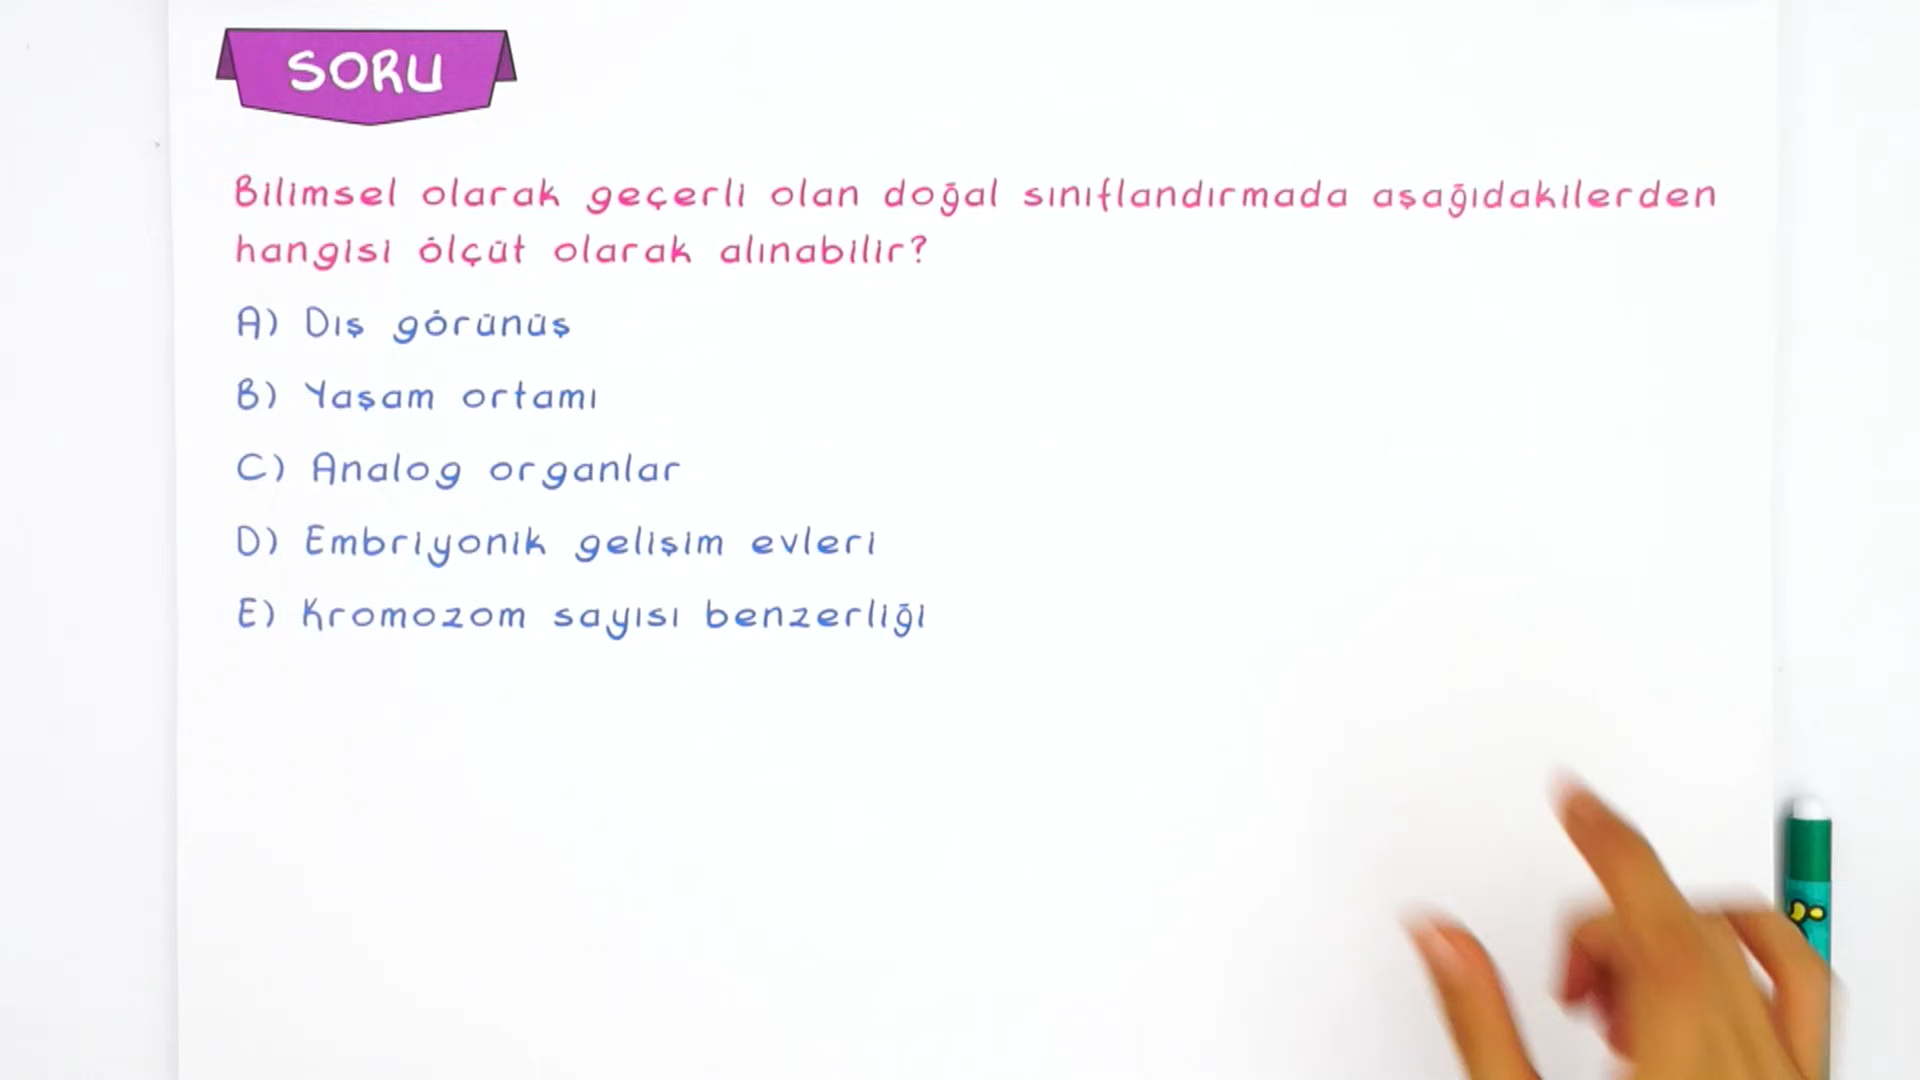 SORU
Bilimsel olarak geçerli olan doğal sınıflandırmada aşağıdakilerden
hangisi ölçüt olarak alınabilir?
A) Dış görünüş
B) Yaşam ortamı
C) Analog organlar
D) Embriyonik gelişim evleri
E) Kromozom sayısı benzerliği